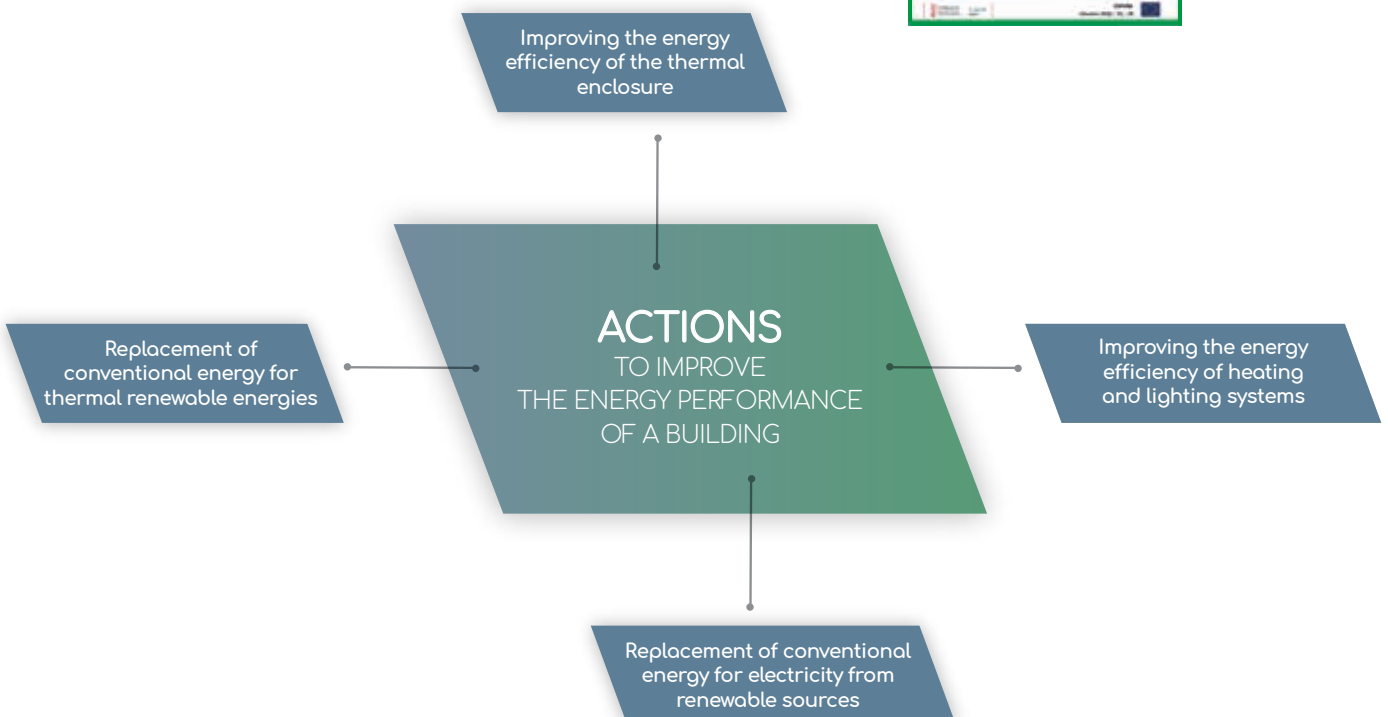 Improving the energy
efficiency of the thermal
enclosure
ACTIONS
TO IMPROVE
THE ENERGY PERFORMANCE
OF A BUILDING
Replacement of
conventional energy for
thermal renewable energies
Improving the energy
efficiency of heating
and lighting systems
Replacement of conventional
energy for electricity from
renewable sources